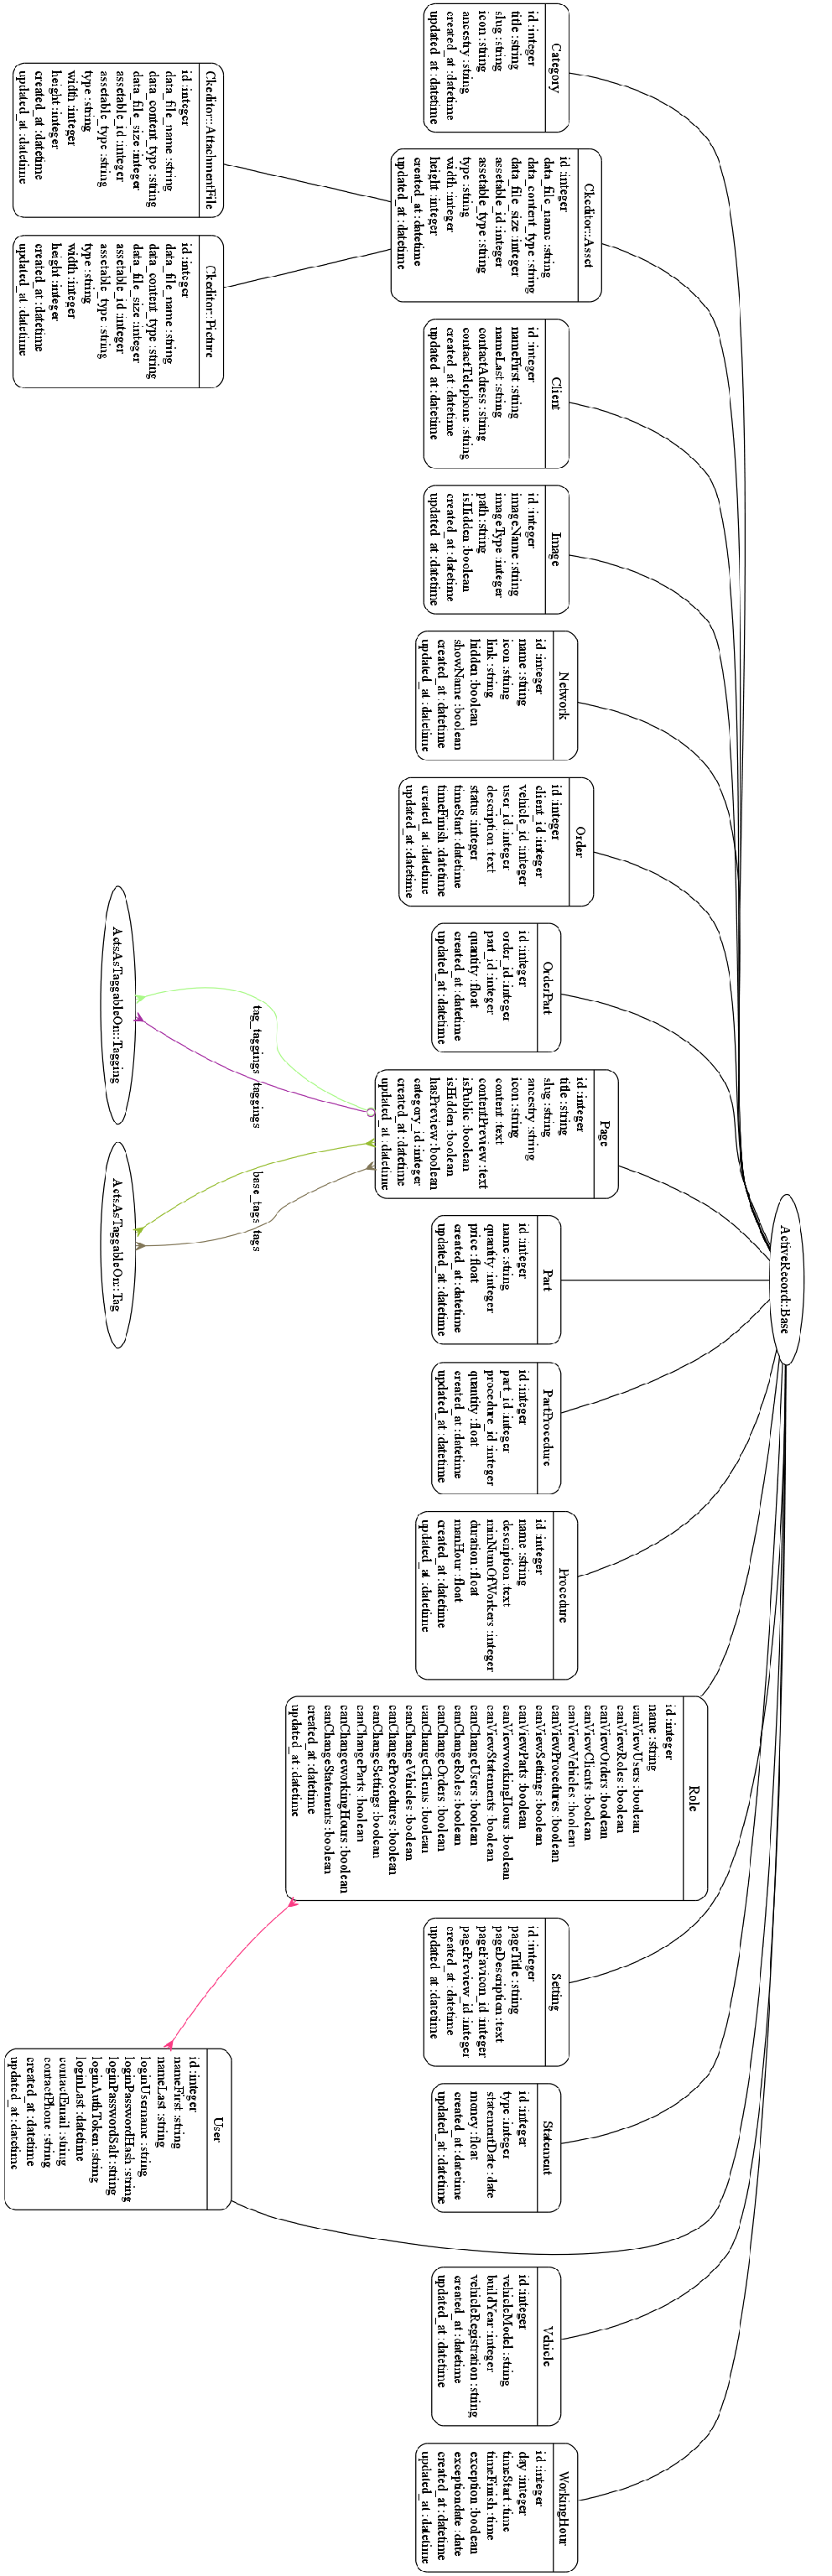 ActiveRecord::Base
Category
id :integer
title :string
slug :string
icon :string
ancestry :string
created_at :datetime
updated_at :datetime
Ckeditor::Asset
id :integer
data_file_name :string
data_content_type :string
data_file_size :integer
assetable_id :integer
assetable_type :string
type :string
width :integer
height :integer
created_at :datetime
updated_at :datetime
Ckeditor::AttachmentFile
id :integer
data_file_name :string
data_content_type :string
data_file_size :integer
assetable_id :integer
assetable_type :string
type :string
width :integer
height :integer
created_at :datetime
updated_at :datetime
Ckeditor::Picture
id :integer
data_file_name :string
data_content_type :string
data_file_size :integer
assetable_id :integer
assetable_type :string
type :string
width :integer
height :integer
created_at :datetime
updated_at :datetime
Client
id :integer
nameFirst :string
nameLast :string
contactAdress :string
contactTelephone :string
created_at :datetime
updated_at :datetime
Image
id :integer
imageName :string
imageType :integer
path :string
isHidden :boolean
created_at :datetime
updated_at :datetime
Network
id :integer
name :string
icon :string
link :string
hidden :boolean
showName :boolean
created_at :datetime
updated_at :datetime
Order
id :integer
client_id :integer
vehicle_id :integer
user_id :integer
description :text
status :integer
timeStart :datetime
timeFinish :datetime
created_at :datetime
updated_at :datetime
OrderPart
id :integer
order_id :integer
part_id :integer
quantity :float
created_at :datetime
updated_at :datetime
Page
id :integer
title :string
slug :string
ancestry :string
icon :string
content :text
contentPreview :text
isPublic :boolean
isHidden :boolean
hasPreview :boolean
category_id :integer
created_at :datetime
updated_at :datetime
tag_taggings
taggings
base_tags
tags
ActsAsTaggableOn::Tagging
ActsAsTaggableOn::Tag
Part
id :integer
name :string
quantity :integer
price :float
created_at :datetime
updated_at :datetime
PartProcedure
id :integer
part_id :integer
procedure_id :integer
quantity :float
created_at :datetime
updated_at :datetime
Procedure
id :integer
name :string
description :text
minNumOfWorkers :integer
duration :float
manHour :float
created_at :datetime
updated_at :datetime
Role
id :integer
name :string
canViewUsers :boolean
canViewRoles :boolean
canViewOrders :boolean
canViewClients :boolean
canViewVehicles :boolean
canViewProcedures :boolean
canViewSettings :boolean
canViewParts :boolean
canViewworkingHours :boolean
canViewStatements :boolean
canChangeUsers :boolean
canChangeRoles :boolean
canChangeOrders :boolean
canChangeClients :boolean
canChangeVehicles :boolean
canChangeProcedures :boolean
canChangeSettings :boolean
canChangeParts :boolean
canChangeworkingHours :boolean
canChangeStatements :boolean
created_at :datetime
updated_at :datetime
Setting
id :integer
pageTitle :string
pageDescription :text
pageFavicon_id :integer
pagePreview_id :integer
created_at :datetime
updated_at :datetime
Statement
id :integer
type :integer
statementDate :date
money :float
created_at :datetime
updated_at :datetime
User
id :integer
nameFirst :string
nameLast :string
loginUsername :string
loginPasswordHash :string
loginPasswordSalt :string
loginAuthToken :string
loginLast :datetime
contactEmail :string
contactPhone :string
created_at :datetime
updated_at :datetime
Vehicle
id :integer
vehicleModel :string
buildYear :integer
vehicleRegistration :string
created_at :datetime
updated_at :datetime
WorkingHour
id :integer
day :integer
timeStart :time
timeFinish :time
exception :boolean
exceptiondate :date
created_at :datetime
updated_at :datetime